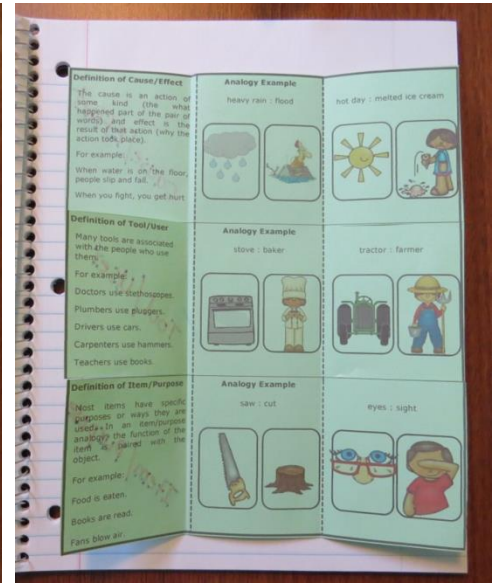 Definition of Cause/Effect
The cause is an action of
some kind (the what
happened part of the pair of
words) and effect is the
result of that action (why the
action took place).
For example:
When water is on the floor,
people slip and fall.
When you fight, you get hurt
Analogy Example
heavy rain : flood
hot day : melted ice cream
Definition of Tool/User
Many tools are associated
with the people who use
them.
For example:
Doctors use stethoscopes.
Plumbers use pluggers.
Drivers use cars.
Carpenters use hammers.
Teachers use books.
Analogy Example
stove : baker
tractor : farmer
Definition of Item/Purpose
Most items have specific
purposes or ways they are
used. In an item/purpose
analogy the function of the
item is paired with the
object.
For example:
Food is eaten.
Books are read.
Fans blow air.
Analogy Example
saw : cut
eyes : sight